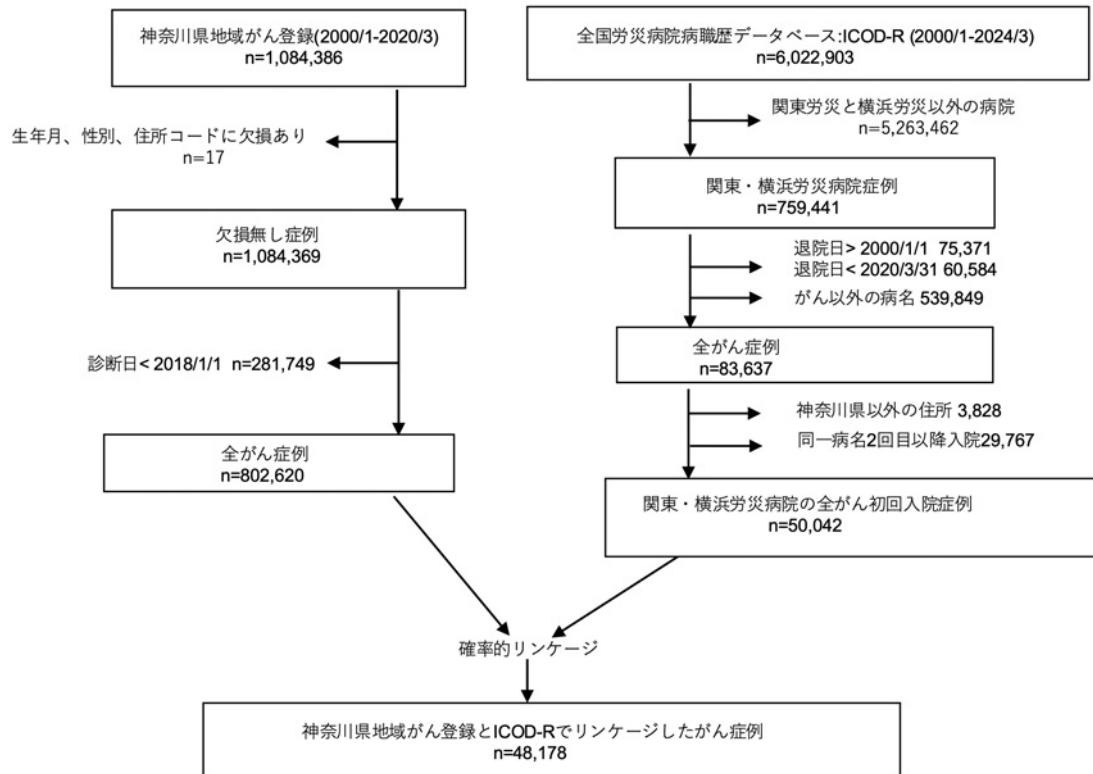 神奈川県地域がん登録(2000/1-2020/3)
n=1,084,386
生年月、性別、住所コードに欠損あり
n=17
欠損無し症例
n=1,084,369
診断日< 2018/1/1 n=281,749
全がん症例
n=802,620
全国労災病院病職歴データベース:ICOD-R (2000/1-2024/3)
n=6,022,903
関東労災と横浜労災以外の病院
n=5,263,462
関東・横浜労災病院症例
n=759,441
退院日> 2000/1/1 75,371
退院日< 2020/3/31 60,584
がん以外の病名 539,849
全がん症例
n=83,637
神奈川県以外の住所 3,828
同一病名2回目以降入院29,767
関東・横浜労災病院の全がん初回入院症例
n=50,042
確率的リンケージ
神奈川県地域がん登録とICOD-Rでリンケージしたがん症例
n=48,178